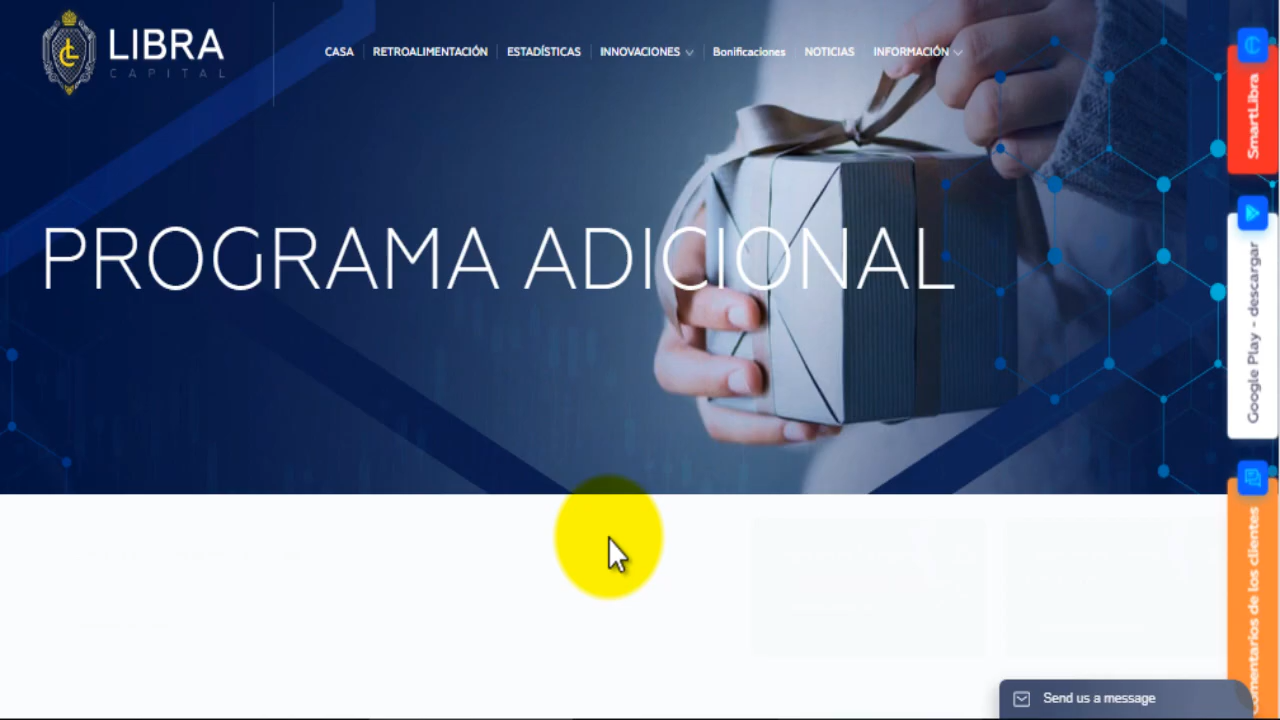 LIBRA
CAPITAL
CASA
RETROALIMENTACIÓN
ESTADÍSTICAS
INNOVACIONES
Bonificaciones
NOTICIAS
INFORMACIÓN
PROGRAMA ADICIONAL
SmartLibra
Google Play - descargar
omentarios de los clientes
Send us a message